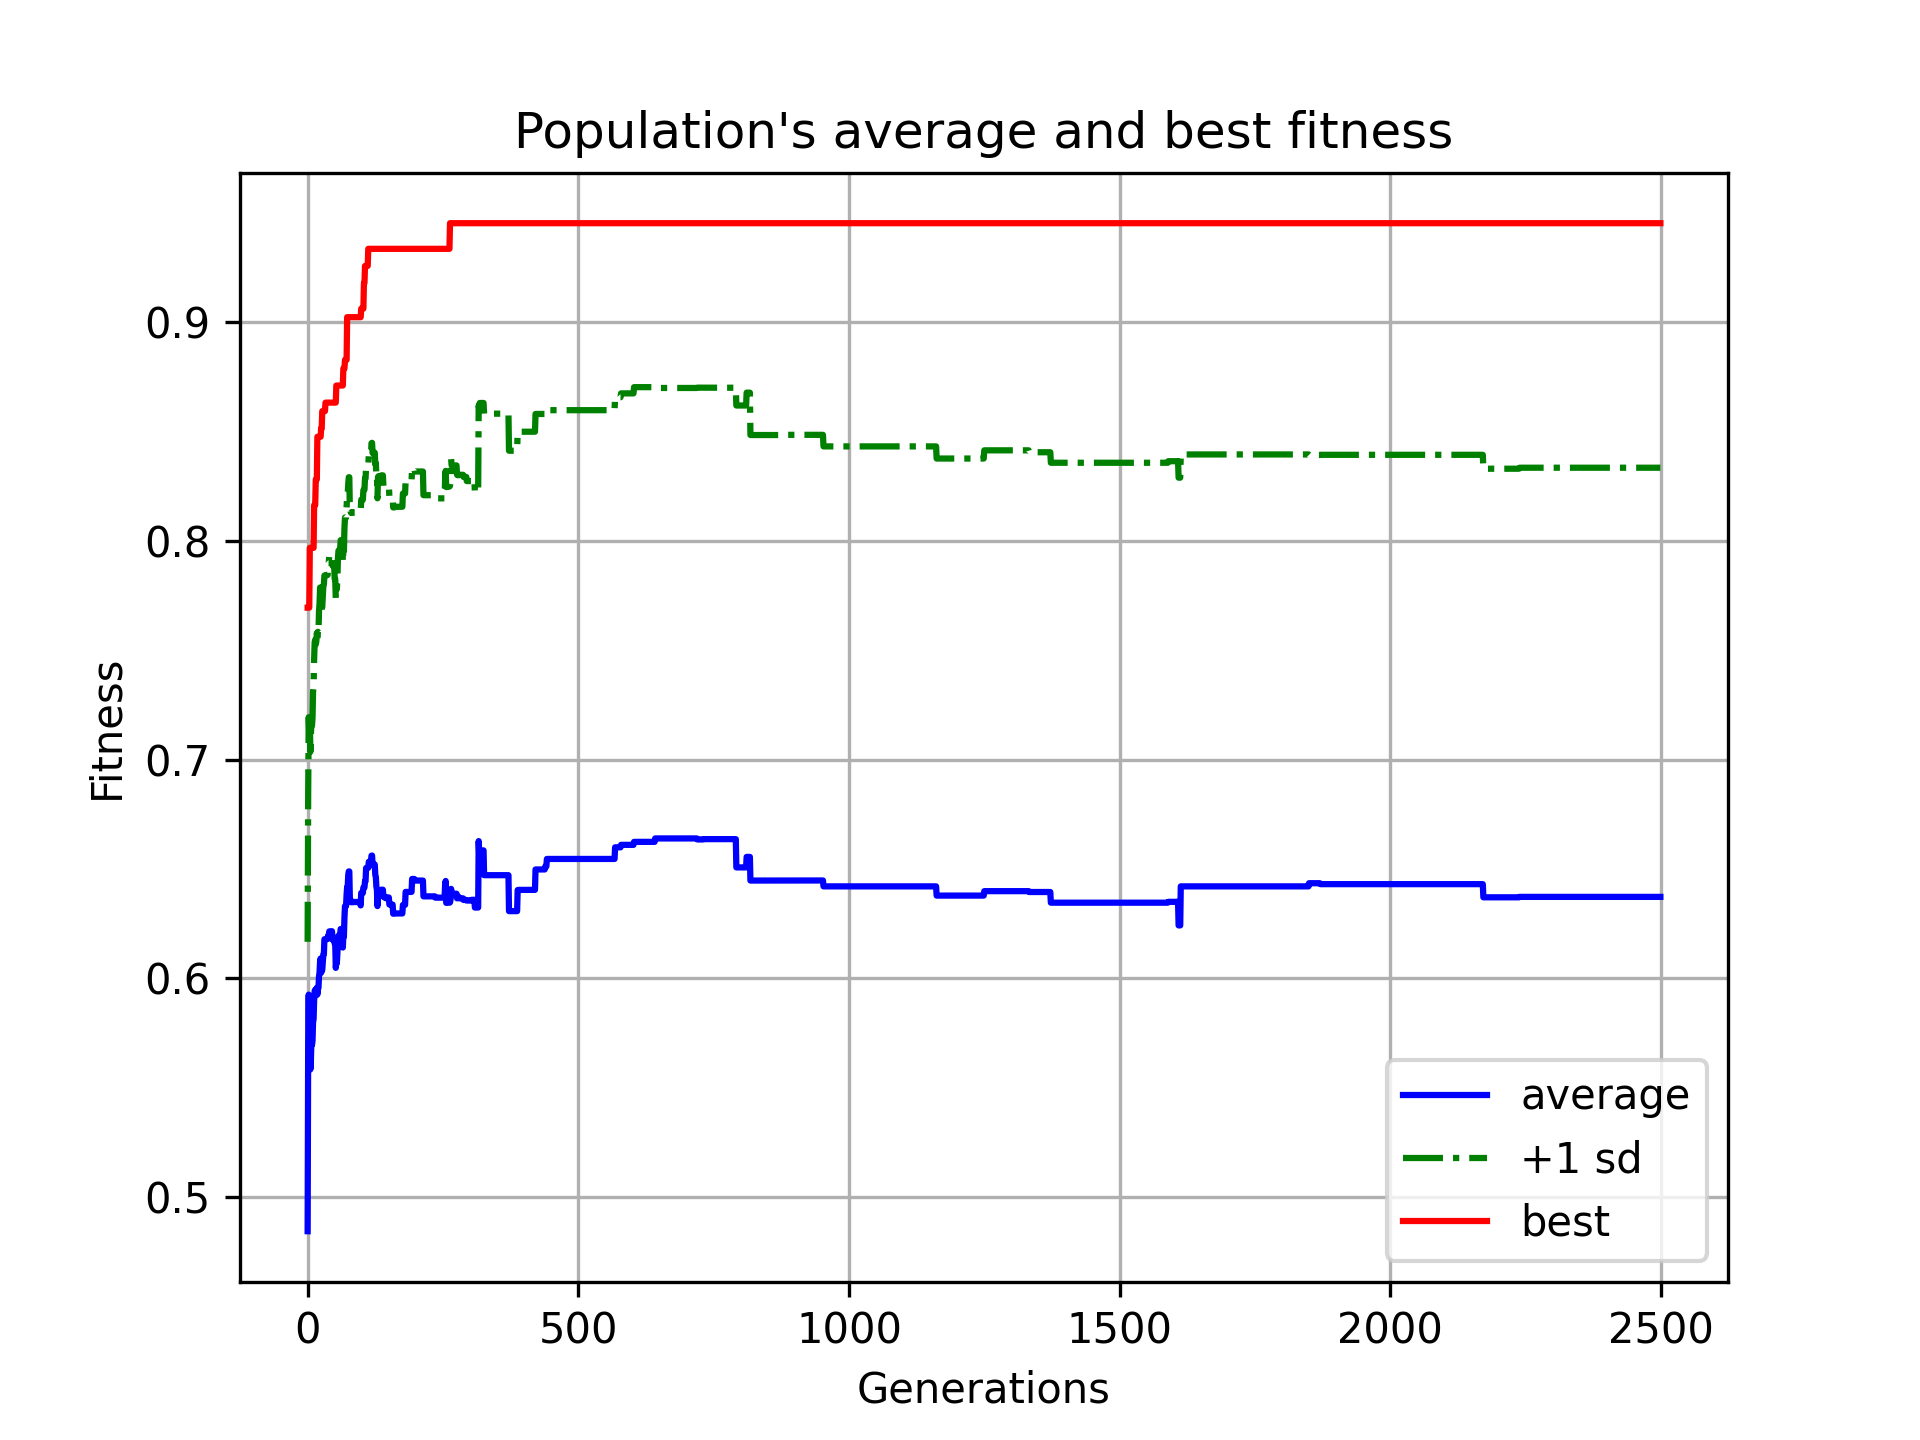 Population's average and best fitness
Fitness
0.9
0.8
0.7
0.6
0.5
0 500 1000 1500 2000 2500
Generations
average
+1 sd
best